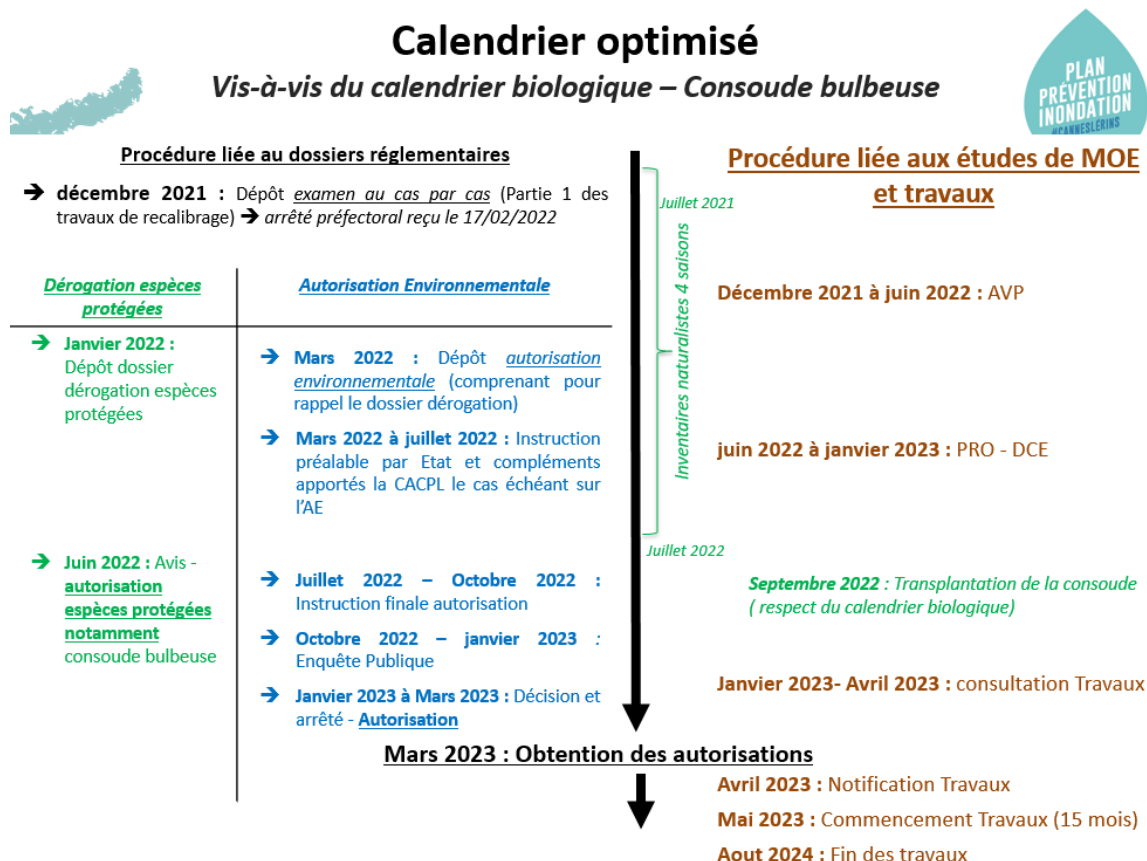 Calendrier optimisé
Vis-à-vis du calendrier biologique – Consoude bulbeuse
PLAN
PRÉVENTION
INONDATION
#CANNESLERINS
Procédure liée au dossiers réglementaires
➔ décembre 2021 : Dépôt examen au cas par cas (Partie 1 des
travaux de recalibrage) ➔ arrêté préfectoral reçu le 17/02/2022
Dérogation espèces
protégées
➔ Janvier 2022 :
Dépôt dossier
dérogation espèces
protégées
➔ Juin 2022 : Avis -
autorisation
espèces protégées
notamment
consoude bulbeuse
Autorisation Environnementale
➔ Mars 2022 : Dépôt autorisation
environnementale (comprenant pour
rappel le dossier dérogation)
➔ Mars 2022 à juillet 2022 : Instruction
préalable par Etat et compléments
apportés la CACPL le cas échéant sur
l'AE
➔ Juillet 2022 – Octobre 2022 :
Instruction finale autorisation
➔ Octobre 2022 – janvier 2023 :
Enquête Publique
➔ Janvier 2023 à Mars 2023 : Décision et
arrêté - Autorisation
Juillet 2021
Inventaires naturalistes 4 saisons
Juillet 2022
Procédure liée aux études de MOE
et travaux
Décembre 2021 à juin 2022 : AVP
juin 2022 à janvier 2023 : PRO - DCE
Septembre 2022 : Transplantation de la consoude
( respect du calendrier biologique)
Janvier 2023- Avril 2023 : consultation Travaux
Mars 2023 : Obtention des autorisations
Avril 2023 : Notification Travaux
Mai 2023 : Commencement Travaux (15 mois)
Aout 2024 : Fin des travaux